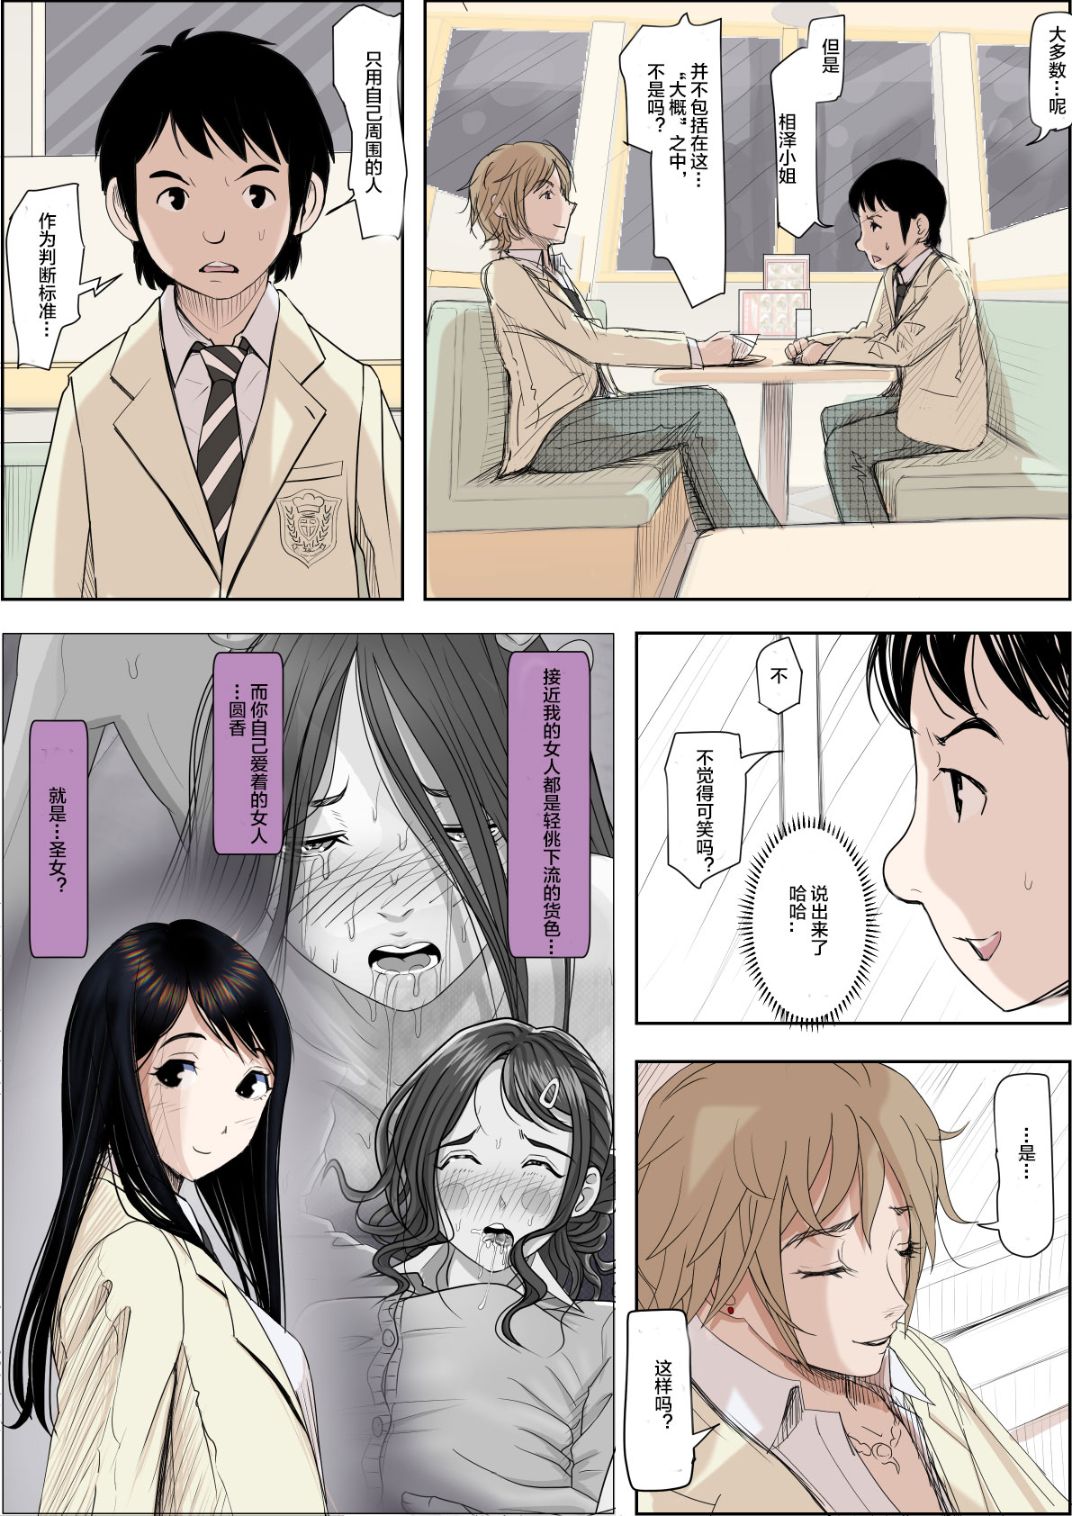 大多数…呢
但是
相泽小姐
并不包括在这…
“大概”之中，
不是吗？
只用自己周围的人
作为判断标准…
不
不觉得可笑吗？
说出来了
哈哈…
…是…
这样吗？
接近我的女人都是轻佻下流的货色…
而你自己爱着的女人
…圆香
就是…圣女？